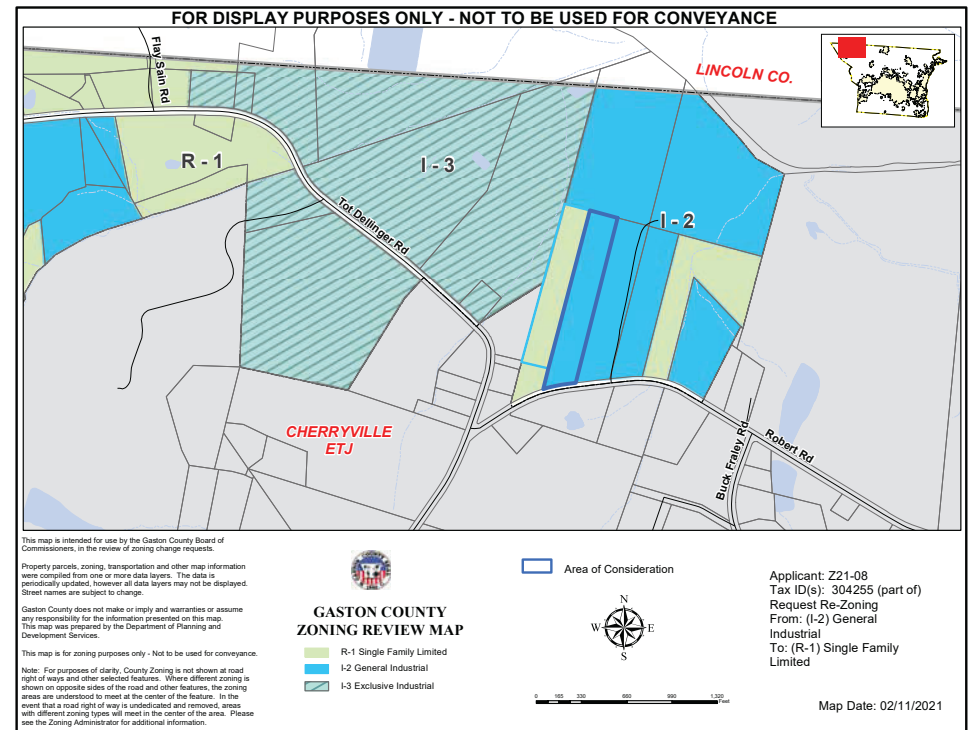 FOR DISPLAY PURPOSES ONLY - NOT TO BE USED FOR CONVEYANCE
Flay Sain Rd
LINCOLN CO.
R - 1
I - 3
Tot Dellinger Rd
I - 2
CHERRYVILLE
ETJ
Buck Fraley Rd
Robert Rd
This map is intended for use by the Gaston County Board of
Commissioners, in the review of zoning change requests.
Property parcels, zoning, transportation and other map information
were compiled from one or more data layers. The data is
periodically updated, however all data layers may not be displayed.
Street names are subject to change.
Gaston County does not make or imply and warranties or assume
any responsibility for the information presented on this map.
This map was prepared by the Department of Planning and
Development Services.
This map is for zoning purposes only - Not to be used for conveyance.
Note: For purposes of clarity, County Zoning is not shown at road
right of ways and other selected features. Where different zoning is
shown on opposite sides of the road and other features, the zoning
areas are understood to meet at the center of the feature. In the
event that a road right of way is undedicated and removed, areas
with different zoning types will meet in the center of the area. Please
see the Zoning Administrator for additional information.
GASTON COUNTY
ZONING REVIEW MAP
R-1 Single Family Limited
I-2 General Industrial
I-3 Exclusive Industrial
Area of Consideration
N
W E
S
0 165 330 660 990 1,320
Feet
Applicant: Z21-08
Tax ID(s): 304255 (part of)
Request Re-Zoning
From: (I-2) General
Industrial
To: (R-1) Single Family
Limited
Map Date: 02/11/2021